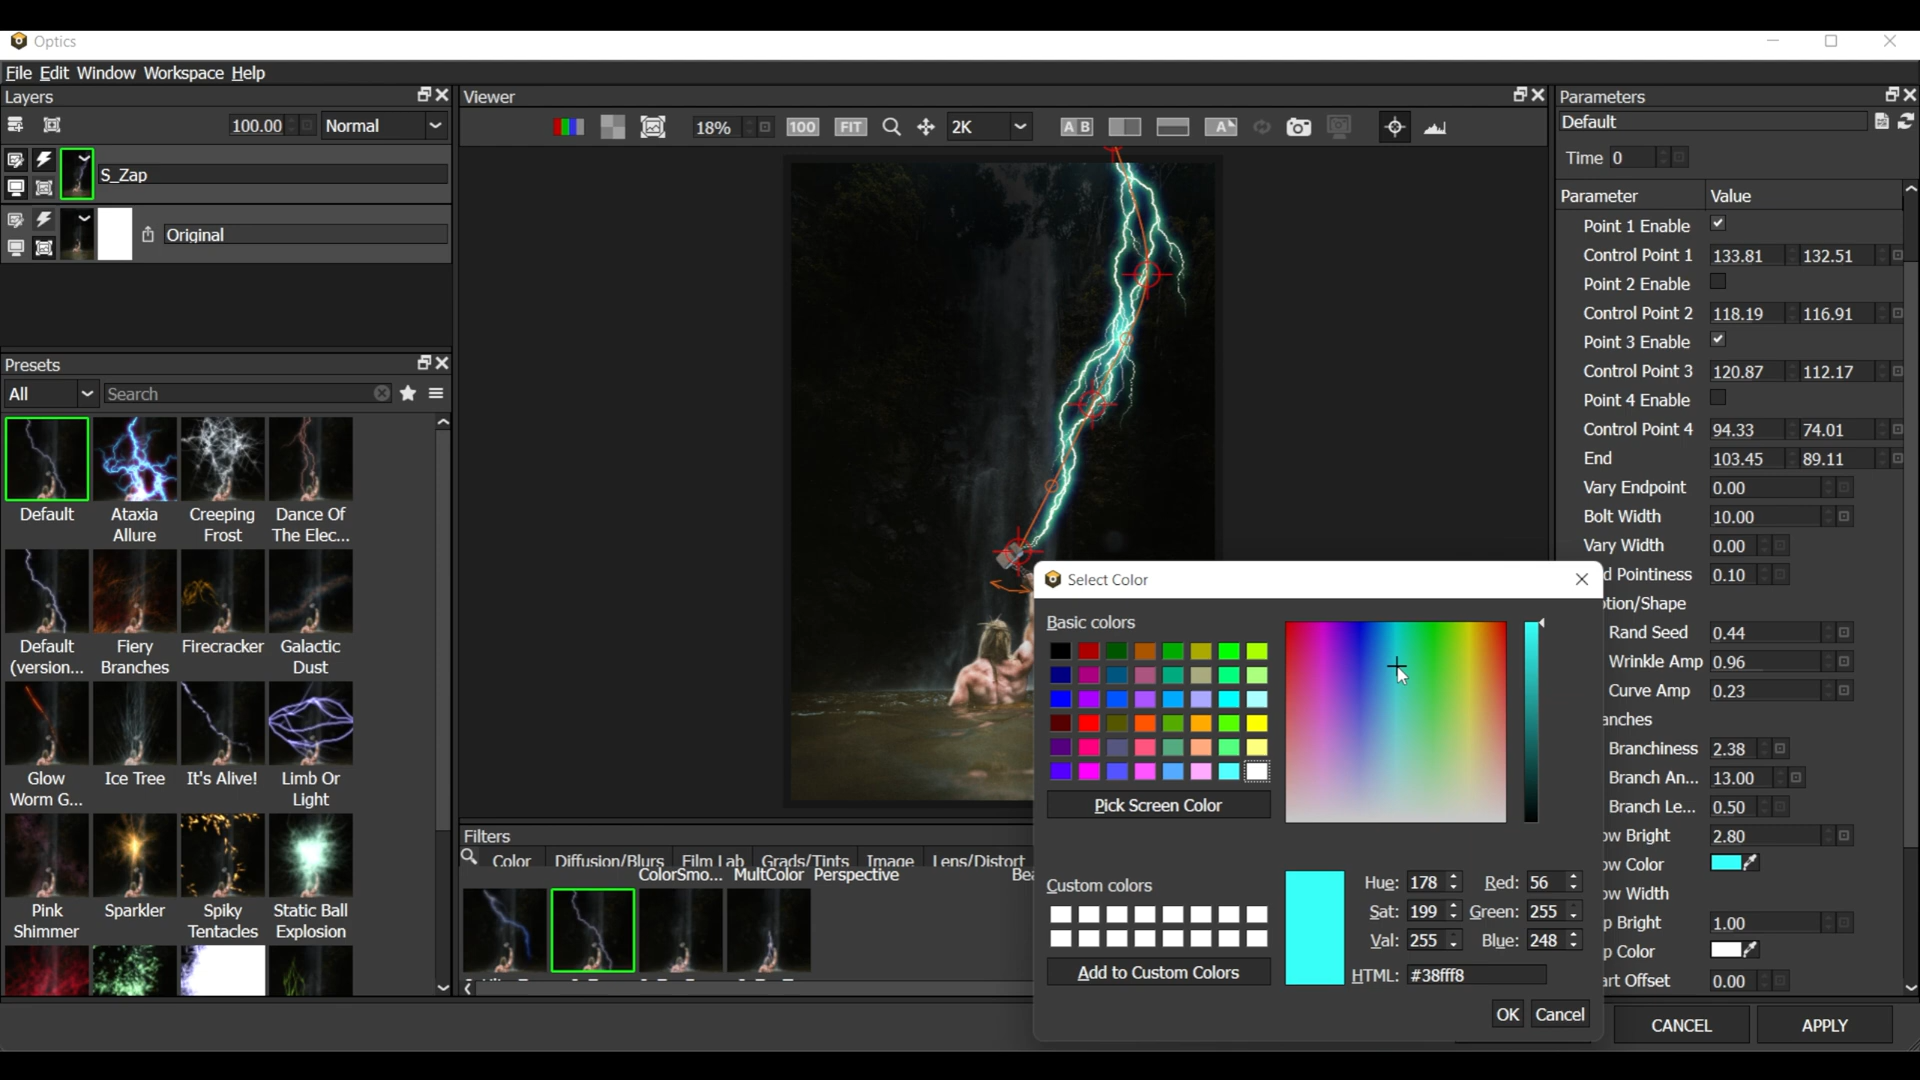 Optics
File Edit Window Workspace Help
Layers
100.00 Normal
S_Zap
Original
Presets
All Search
Default Ataxia Allure Creeping Frost Dance Of The Elec...
Default (version... Fiery Branches Firecracker Galactic Dust
Glow Worm G... Ice Tree It's Alive! Limb Or Light
Pink Shimmer Sparkler Spiky Tentacles Static Ball Explosion
Viewer
18% 100 FIT 2K A B A
Filters
Color Diffusion/Blurs Film Lab Grads/Tints Image Lens/Distort
ColorSmo... MultColor Perspective Bea
Select Color
Basic colors
Pick Screen Color
Custom colors
Add to Custom Colors
Hue: 178 Red: 56
Sat: 199 Green: 255
Val: 255 Blue: 248
HTML: #38fff8
OK Cancel
Parameters
Default
Time 0
Parameter Value
Point 1 Enable
Control Point 1 133.81 132.51
Point 2 Enable
Control Point 2 118.19 116.91
Point 3 Enable
Control Point 3 120.87 112.17
Point 4 Enable
Control Point 4 94.33 74.01
End 103.45 89.11
Vary Endpoint 0.00
Bolt Width 10.00
Vary Width 0.00
d Pointiness 0.10
tion/Shape
Rand Seed 0.44
Wrinkle Amp 0.96
Curve Amp 0.23
anches
Branchiness 2.38
Branch An... 13.00
Branch Le... 0.50
ow Bright 2.80
ow Color
ow Width
p Bright 1.00
p Color
art Offset 0.00
CANCEL APPLY